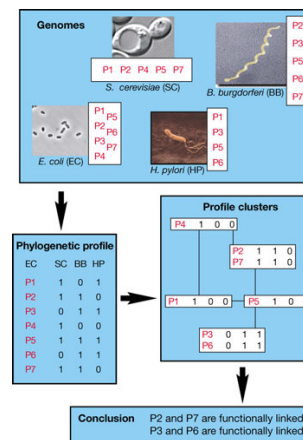 Genomes
P1 P2 P4 P5 P7
S. cerevisiae (SC)
P2
P3
P5
P6
P7
B. burgdorferi (BB)
P1
P5
P2
P6
P3
P7
P4
E. coli (EC)
P1
P3
P5
P6
H. pylori (HP)
Phylogenetic profile
EC SC BB HP
P1 1 0 1
P2 1 1 0
P3 0 1 1
P4 1 0 0
P5 1 1 1
P6 0 1 1
P7 1 1 0
Profile clusters
P4 1 0 0
P2 1 1 0
P7 1 1 0
P1 1 0 0
P5 1 0
P3 0 1 1
P6 0 1 1
Conclusion P2 and P7 are functionally linked
P3 and P6 are functionally linked